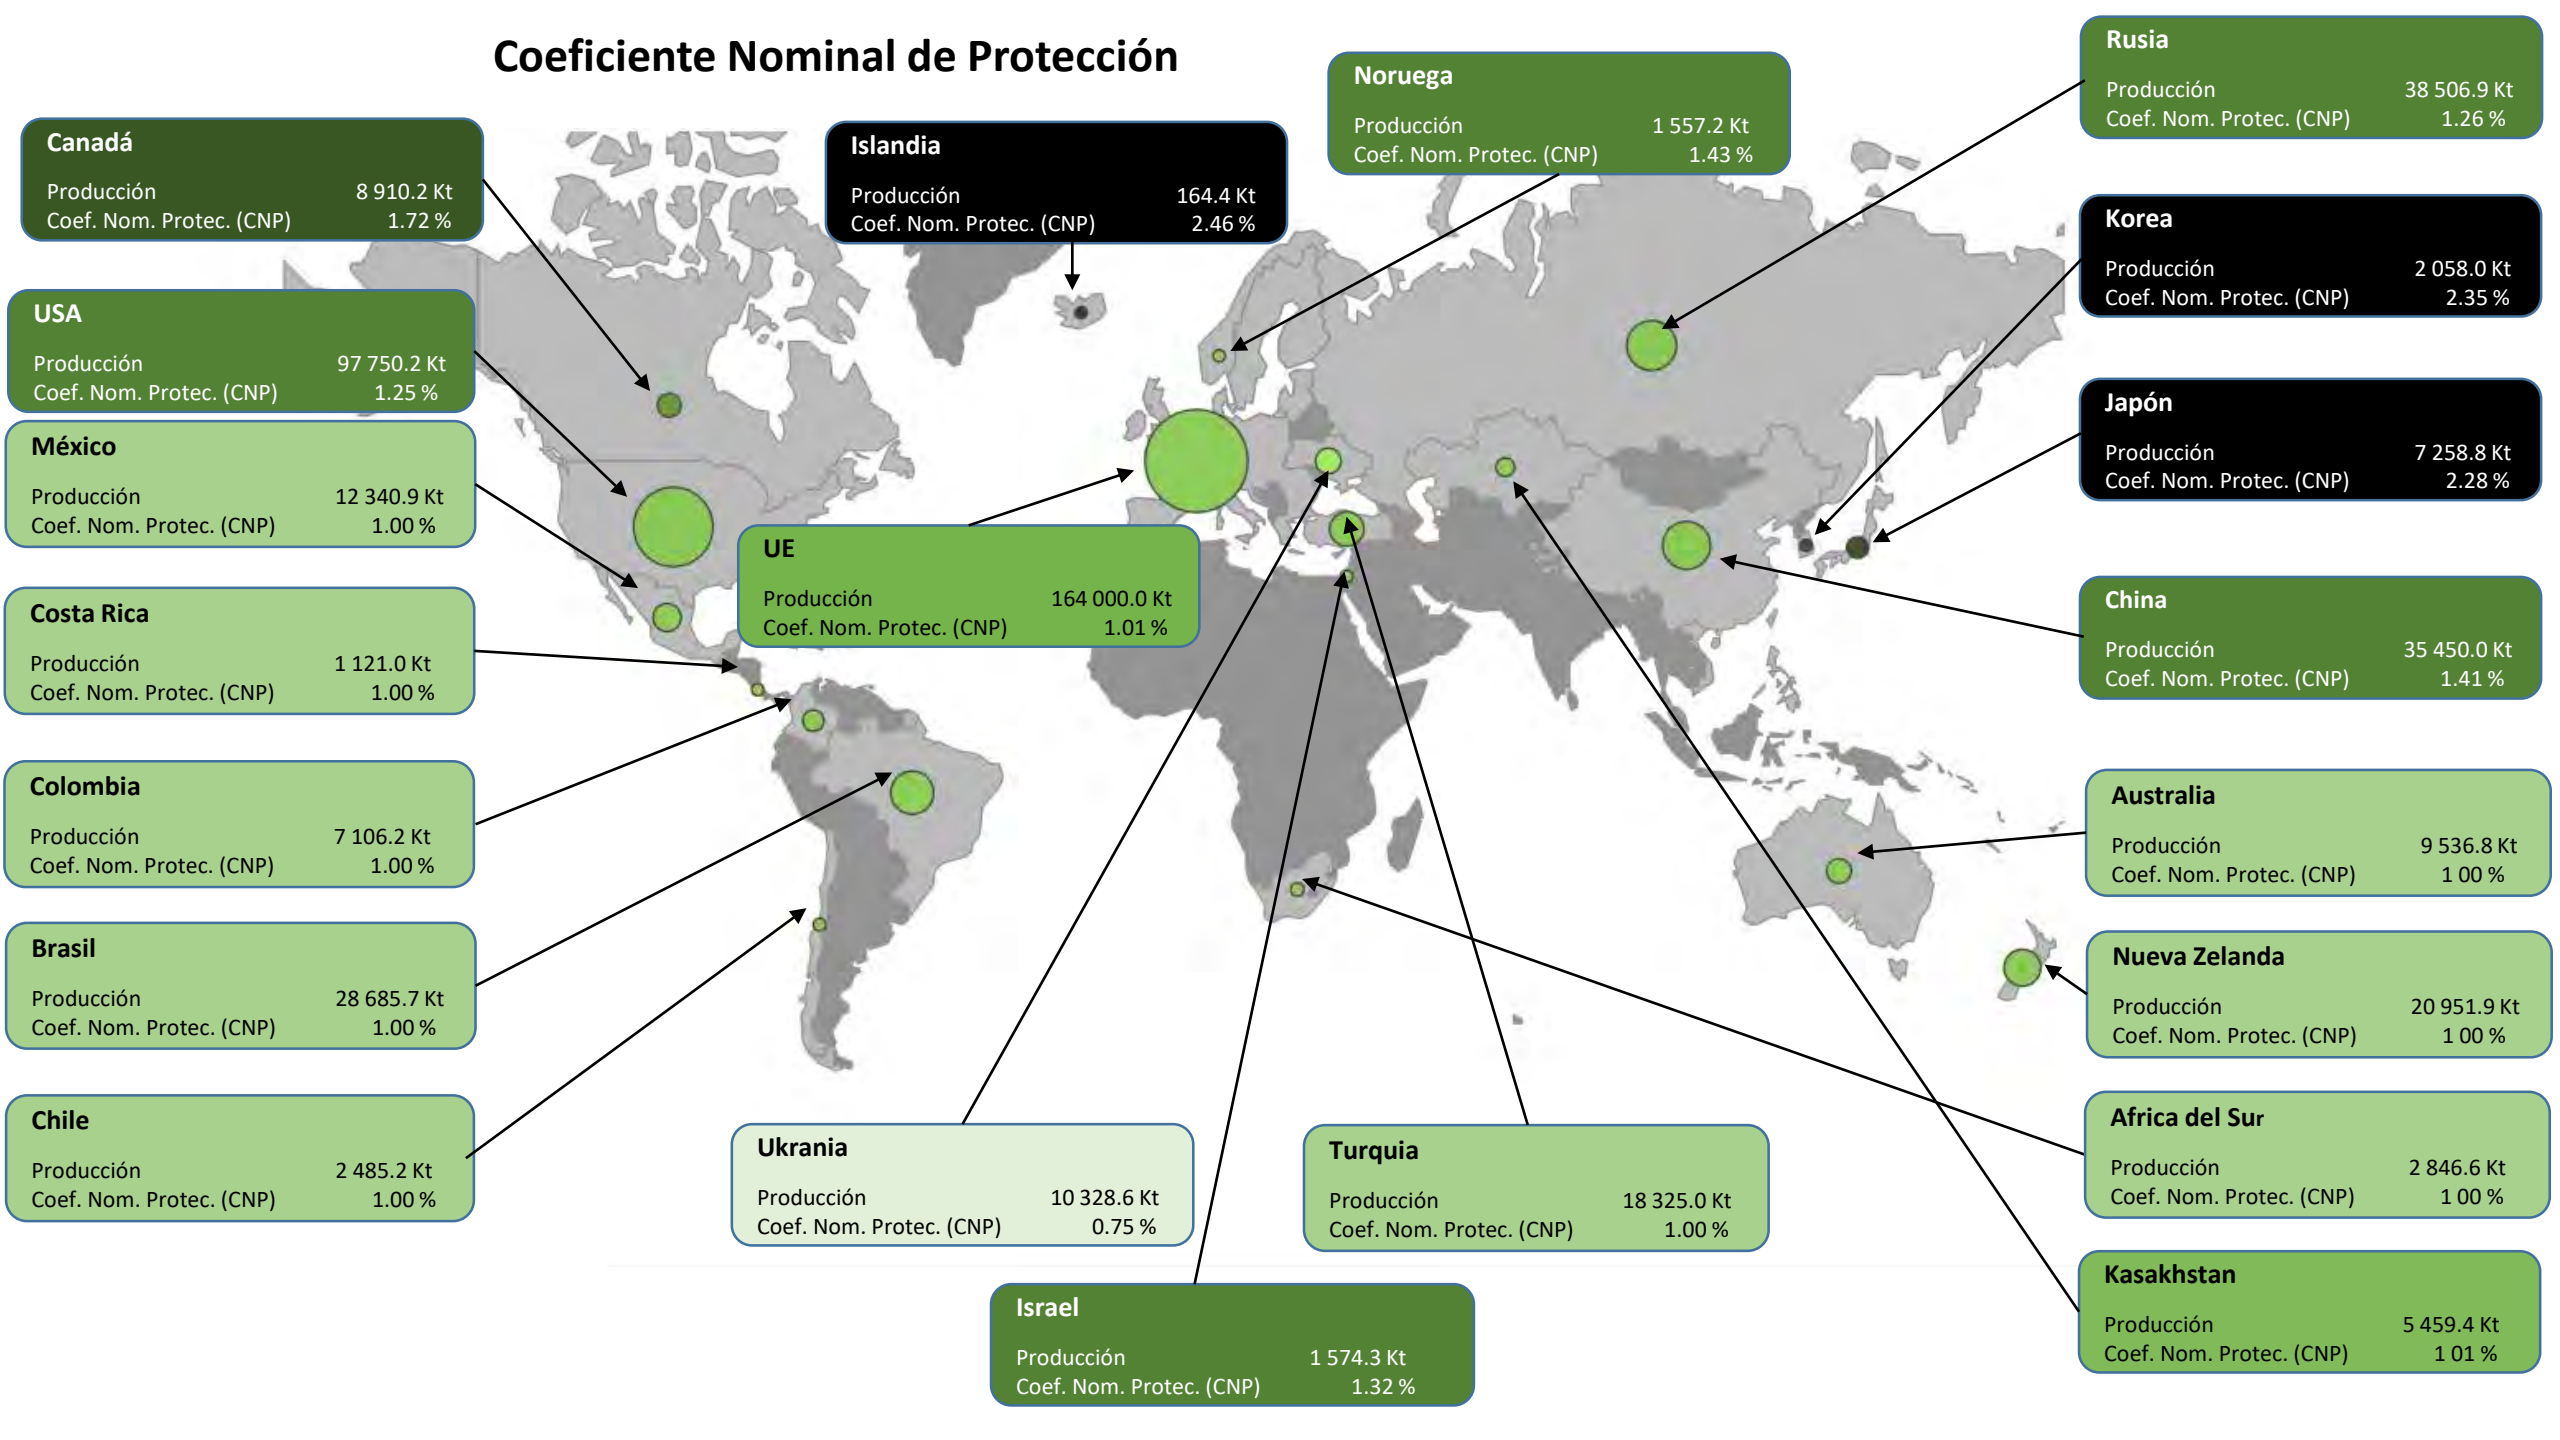 Coeficiente Nominal de Protección
Canadá
Producción 8 910.2 Kt
Coef. Nom. Protec. (CNP) 1.72 %
USA
Producción 97 750.2 Kt
Coef. Nom. Protec. (CNP) 1.25 %
México
Producción 12 340.9 Kt
Coef. Nom. Protec. (CNP) 1.00 %
Costa Rica
Producción 1 121.0 Kt
Coef. Nom. Protec. (CNP) 1.00 %
Colombia
Producción 7 106.2 Kt
Coef. Nom. Protec. (CNP) 1.00 %
Brasil
Producción 28 685.7 Kt
Coef. Nom. Protec. (CNP) 1.00 %
Chile
Producción 2 485.2 Kt
Coef. Nom. Protec. (CNP) 1.00 %
Islandia
Producción 164.4 Kt
Coef. Nom. Protec. (CNP) 2.46 %
UE
Producción 164 000.0 Kt
Coef. Nom. Protec. (CNP) 1.01 %
Ukrania
Producción 10 328.6 Kt
Coef. Nom. Protec. (CNP) 0.75 %
Israel
Producción 1 574.3 Kt
Coef. Nom. Protec. (CNP) 1.32 %
Noruega
Producción 1 557.2 Kt
Coef. Nom. Protec. (CNP) 1.43 %
Turquia
Producción 18 325.0 Kt
Coef. Nom. Protec. (CNP) 1.00 %
Rusia
Producción 38 506.9 Kt
Coef. Nom. Protec. (CNP) 1.26 %
Korea
Producción 2 058.0 Kt
Coef. Nom. Protec. (CNP) 2.35 %
Japón
Producción 7 258.8 Kt
Coef. Nom. Protec. (CNP) 2.28 %
China
Producción 35 450.0 Kt
Coef. Nom. Protec. (CNP) 1.41 %
Australia
Producción 9 536.8 Kt
Coef. Nom. Protec. (CNP) 1 00 %
Nueva Zelanda
Producción 20 951.9 Kt
Coef. Nom. Protec. (CNP) 1 00 %
Africa del Sur
Producción 2 846.6 Kt
Coef. Nom. Protec. (CNP) 1 00 %
Kasakhstan
Producción 5 459.4 Kt
Coef. Nom. Protec. (CNP) 1 01 %